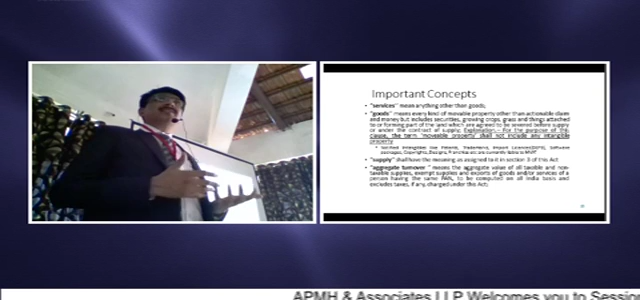 Important Concepts
• "services" mean anything other than goods;
• "goods" means every kind of movable property other than actionable claim
and money but includes securities, growing crops, grass and things attached
to or forming part of the land which are agreed to be severed before supply
or under the contract of supply; Explanation.– For the purpose of this
clause, the term 'moveable property' shall not include any intangible
property
• "supply" shall have the meaning as assigned to it in section 3 of this Act
• "aggregate turnover" means the aggregate value of all taxable and non-
taxable supplies, exempt supplies and exports of goods and/or services of a
person having the same PAN, to be computed on all India basis and
excludes taxes, if any, charged under this Act;
APMH & Associates LLP Welcomes you to Sessio